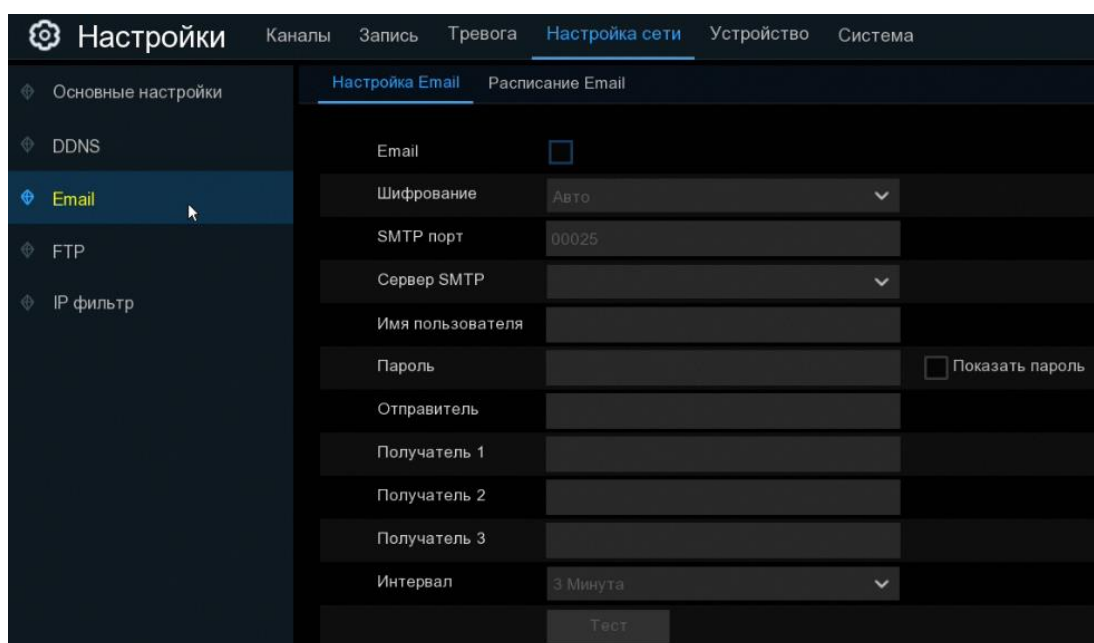 Настройки Каналы Запись Тревога Настройка сети Устройство Система
Настройка Email Расписание Email
Основные настройки
DDNS
Email
FTP
IP фильтр
Email
Шифрование Авто
SMTP порт 00025
Сервер SMTP
Имя пользователя
Пароль Показать пароль
Отправитель
Получатель 1
Получатель 2
Получатель 3
Интервал 3 Минута
Тест